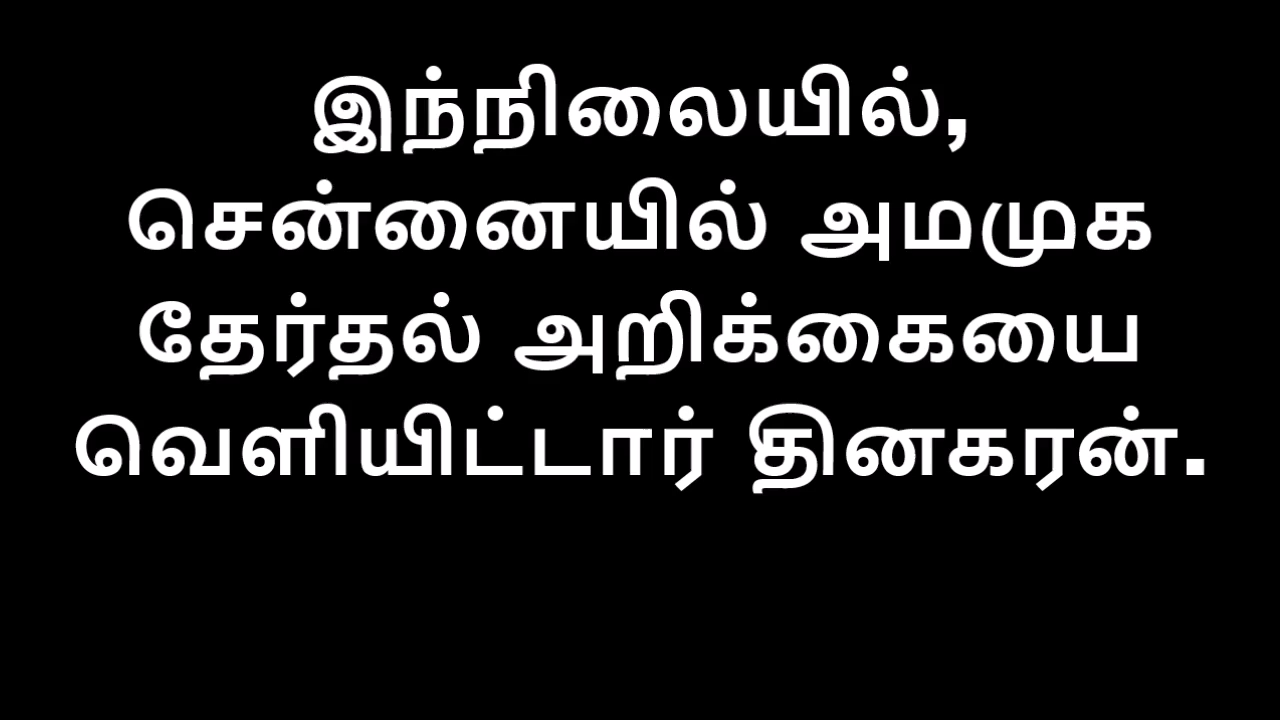 இந்நிலையில்,
சென்னையில் அமமுக
தேர்தல் அறிக்கையை
வெளியிட்டார் தினகரன்.